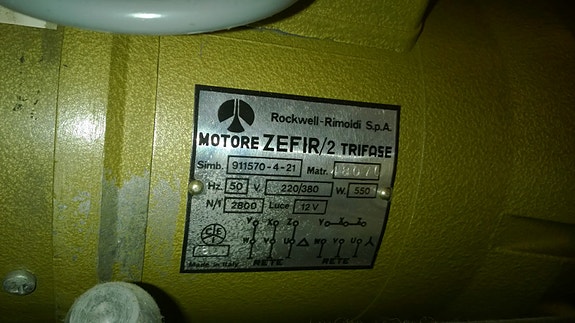 Rockwell-Rimoldi S.p.A.
MOTORE ZEFIR/2 TRIFASE
Simb. 911570-4-21 Matr.
Hz. 50 V. 220/380 W. 550
N/1' 2800 Luce 12 V
Y X Z Y X Z
W V U Δ W V U
Made in Italy RETE RETE